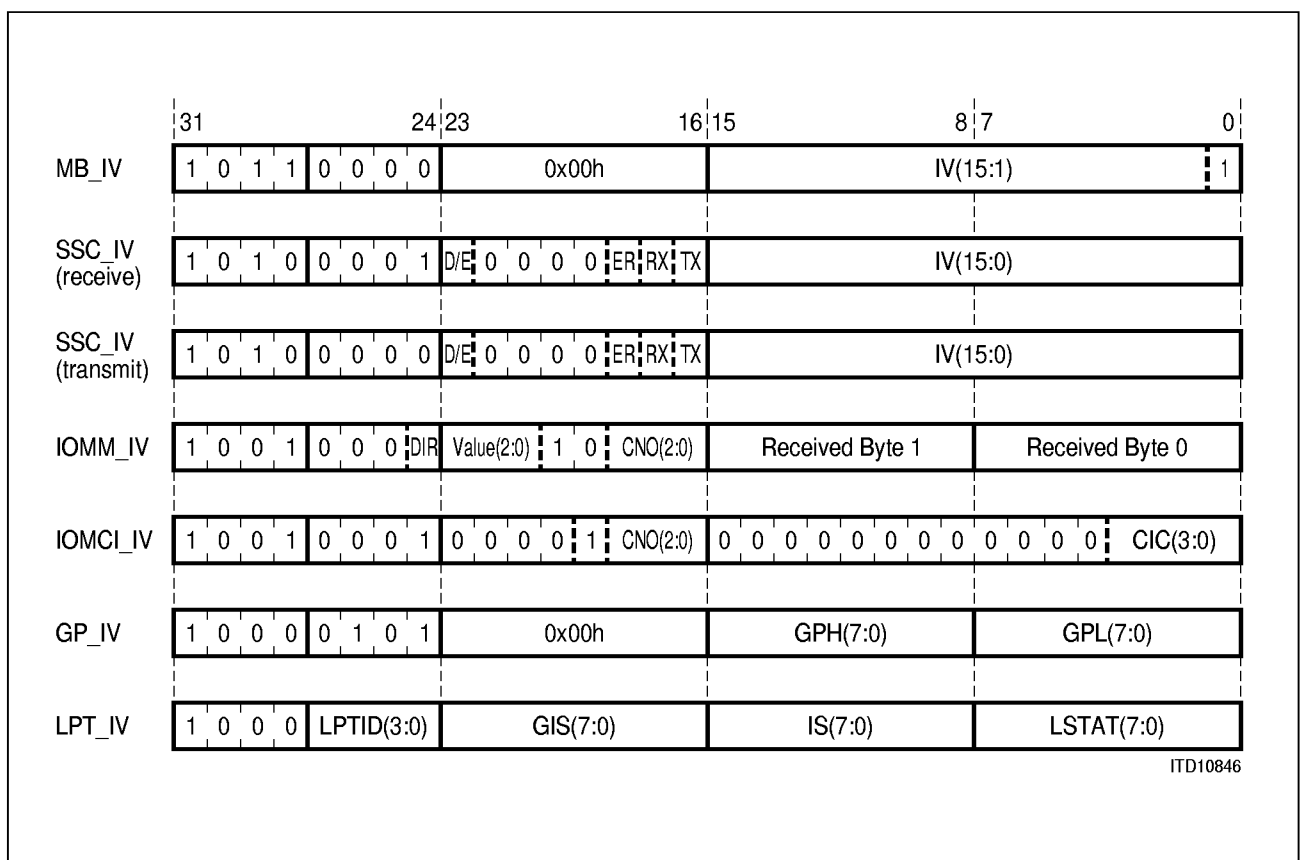 31 24 23 16 15 8 7 0
MB_IV 1 0 1 1 0 0 0 0 0x00h IV(15:1) 1
SSC_IV
(receive) 1 0 1 0 0 0 0 1 D/E 0 0 0 0 ER RX TX IV(15:0)
SSC_IV
(transmit) 1 0 1 0 0 0 0 0 D/E 0 0 0 0 ER RX TX IV(15:0)
IOMM_IV 1 0 0 1 0 0 0 DIR Value(2:0) 1 0 CNO(2:0) Received Byte 1 Received Byte 0
IOMCI_IV 1 0 0 1 0 0 0 1 0 0 0 0 1 CNO(2:0) 0 0 0 0 0 0 0 0 0 0 0 0 CIC(3:0)
GP_IV 1 0 0 0 0 1 0 1 0x00h GPH(7:0) GPL(7:0)
LPT_IV 1 0 0 0 LPTID(3:0) GIS(7:0) IS(7:0) LSTAT(7:0)
ITD10846